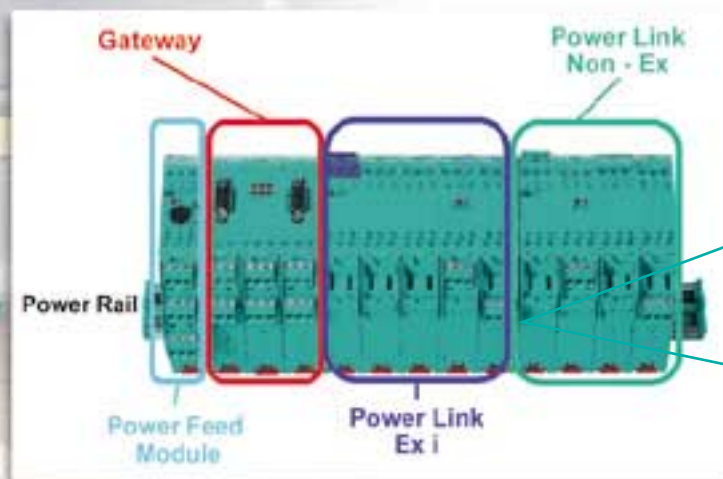 Gateway
Power Link
Non - Ex
Power Rail
Power Feed
Module
Power Link
Ex i